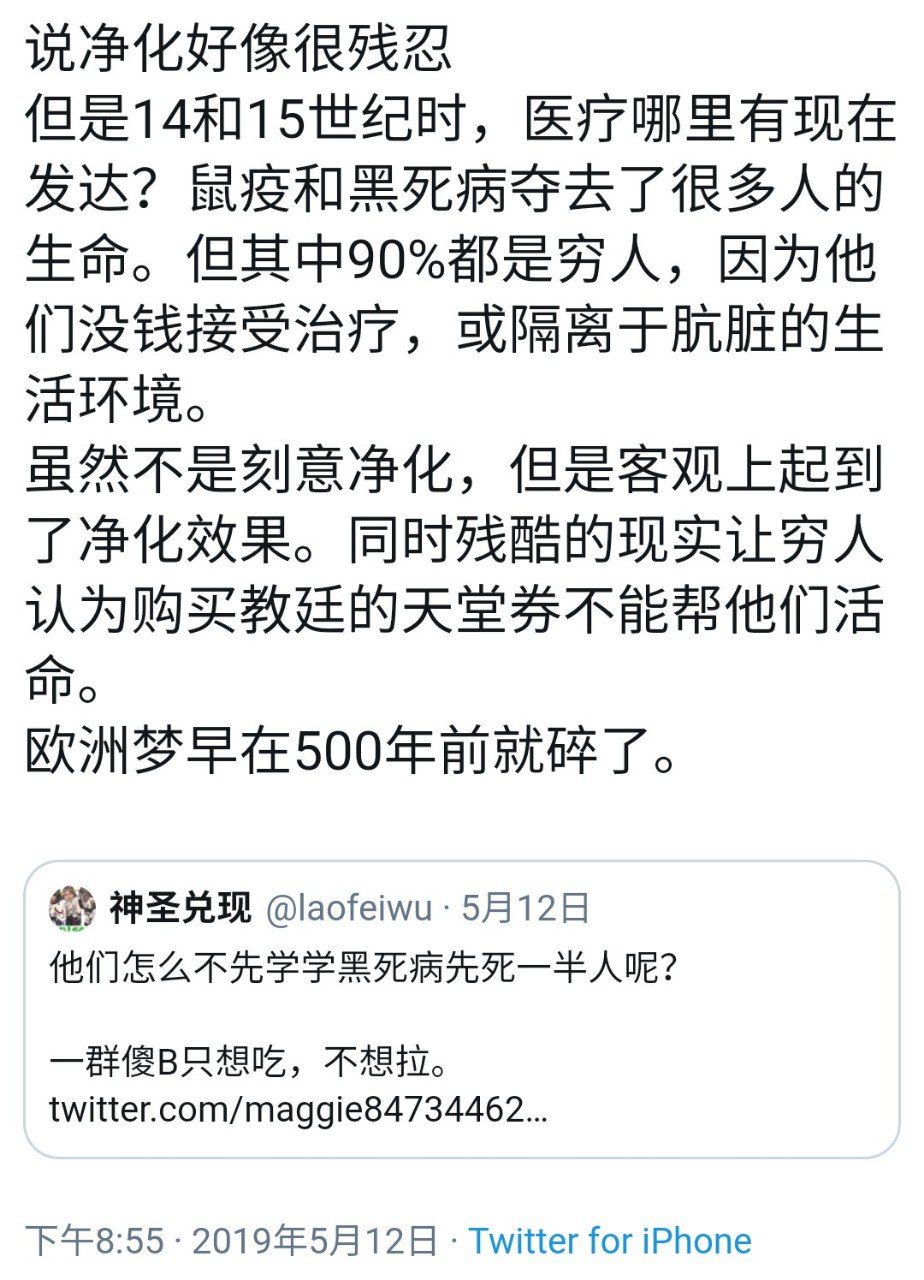 说净化好像很残忍
但是14和15世纪时，医疗哪里有现在
发达？鼠疫和黑死病夺去了很多人的
生命。但其中90%都是穷人，因为他
们没钱接受治疗，或隔离于肮脏的生
活环境。
虽然不是刻意净化，但是客观上起到
了净化效果。同时残酷的现实让穷人
认为购买教廷的天堂券不能帮他们活
命。
欧洲梦早在500年前就碎了。
神圣兑现 @laofeiwu · 5月12日
他们怎么不先学学黑死病先死一半人呢？
一群傻B只想吃，不想拉。
twitter.com/maggie84734462…
下午8:55 · 2019年5月12日 · Twitter for iPhone